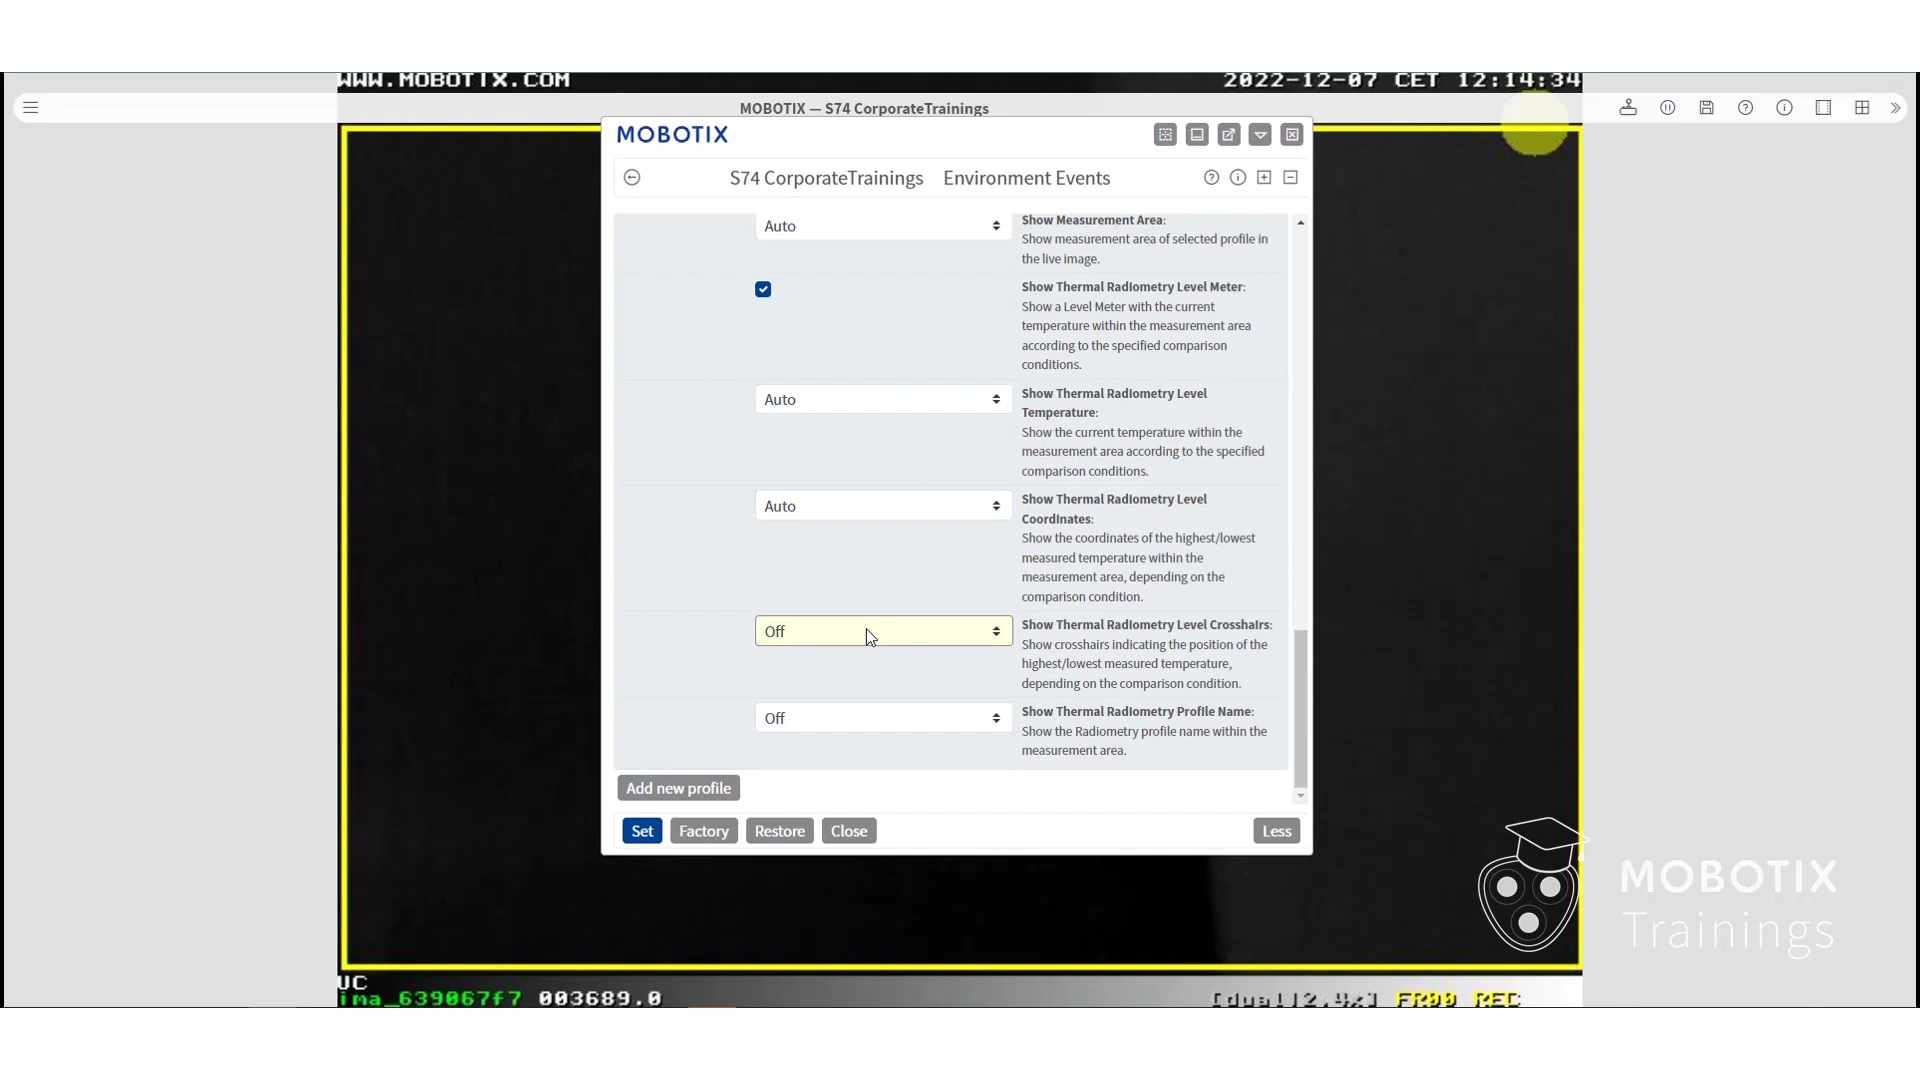 WWW.MOBOTIX.COM
2022-12-07 CET 12:14:34
MOBOTIX — S74 CorporateTrainings
MOBOTIX
S74 CorporateTrainings Environment Events
Auto
Show Measurement Area:
Show measurement area of selected profile in
the live image.
Show Thermal Radiometry Level Meter:
Show a Level Meter with the current
temperature within the measurement area
according to the specified comparison
conditions.
Auto
Show Thermal Radiometry Level
Temperature:
Show the current temperature within the
measurement area according to the specified
comparison conditions.
Auto
Show Thermal Radiometry Level
Coordinates:
Show the coordinates of the highest/lowest
measured temperature within the
measurement area, depending on the
comparison condition.
Off
Show Thermal Radiometry Level Crosshairs:
Show crosshairs indicating the position of the
highest/lowest measured temperature,
depending on the comparison condition.
Off
Show Thermal Radiometry Profile Name:
Show the Radiometry profile name within the
measurement area.
Add new profile
Set Factory Restore Close Less
MOBOTIX
Trainings
UC
ima_639067f7 003689.0
[dual[2.4x] FR00 REC